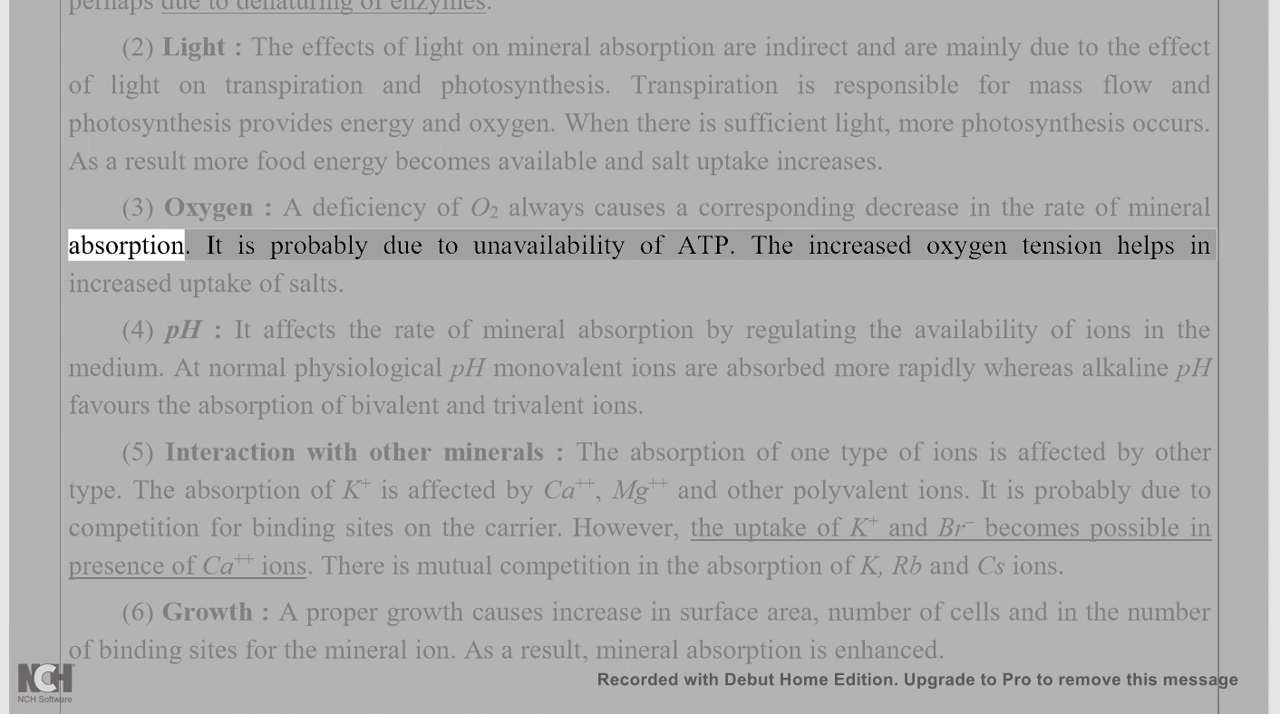 perhaps due to denaturing of enzymes.
(2) Light : The effects of light on mineral absorption are indirect and are mainly due to the effect
of light on transpiration and photosynthesis. Transpiration is responsible for mass flow and
photosynthesis provides energy and oxygen. When there is sufficient light, more photosynthesis occurs.
As a result more food energy becomes available and salt uptake increases.
(3) Oxygen : A deficiency of O₂ always causes a corresponding decrease in the rate of mineral
absorption. It is probably due to unavailability of ATP. The increased oxygen tension helps in
increased uptake of salts.
(4) pH : It affects the rate of mineral absorption by regulating the availability of ions in the
medium. At normal physiological pH monovalent ions are absorbed more rapidly whereas alkaline pH
favours the absorption of bivalent and trivalent ions.
(5) Interaction with other minerals : The absorption of one type of ions is affected by other
type. The absorption of K⁺ is affected by Ca⁺⁺, Mg⁺⁺ and other polyvalent ions. It is probably due to
competition for binding sites on the carrier. However, the uptake of K⁺ and Br⁻ becomes possible in
presence of Ca⁺⁺ ions. There is mutual competition in the absorption of K, Rb and Cs ions.
(6) Growth : A proper growth causes increase in surface area, number of cells and in the number
of binding sites for the mineral ion. As a result, mineral absorption is enhanced.
NCH
NCH Software
Recorded with Debut Home Edition. Upgrade to Pro to remove this message